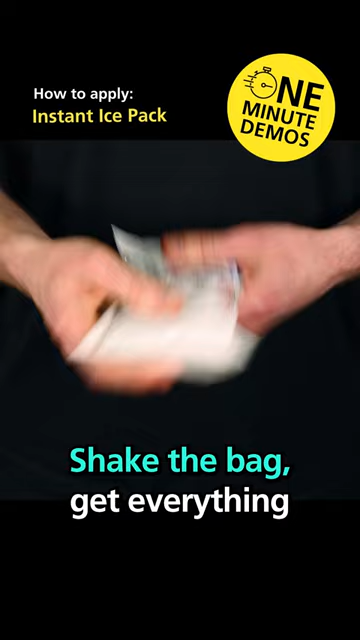 How to apply:
Instant Ice Pack
ONE
MINUTE
DEMOS
Shake the bag,
get everything